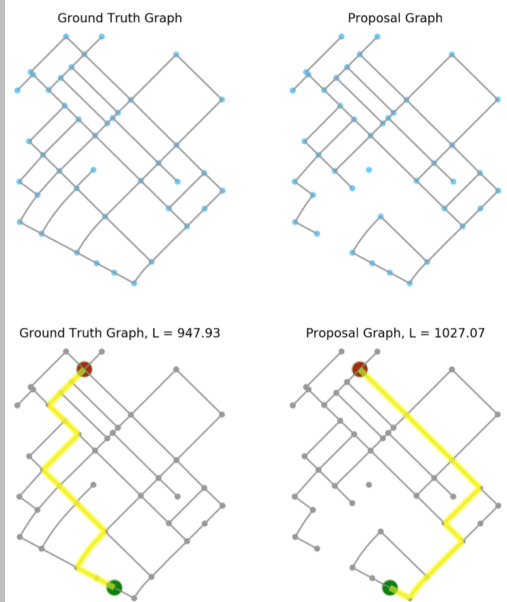 Ground Truth Graph
Proposal Graph
Ground Truth Graph, L = 947.93
Proposal Graph, L = 1027.07